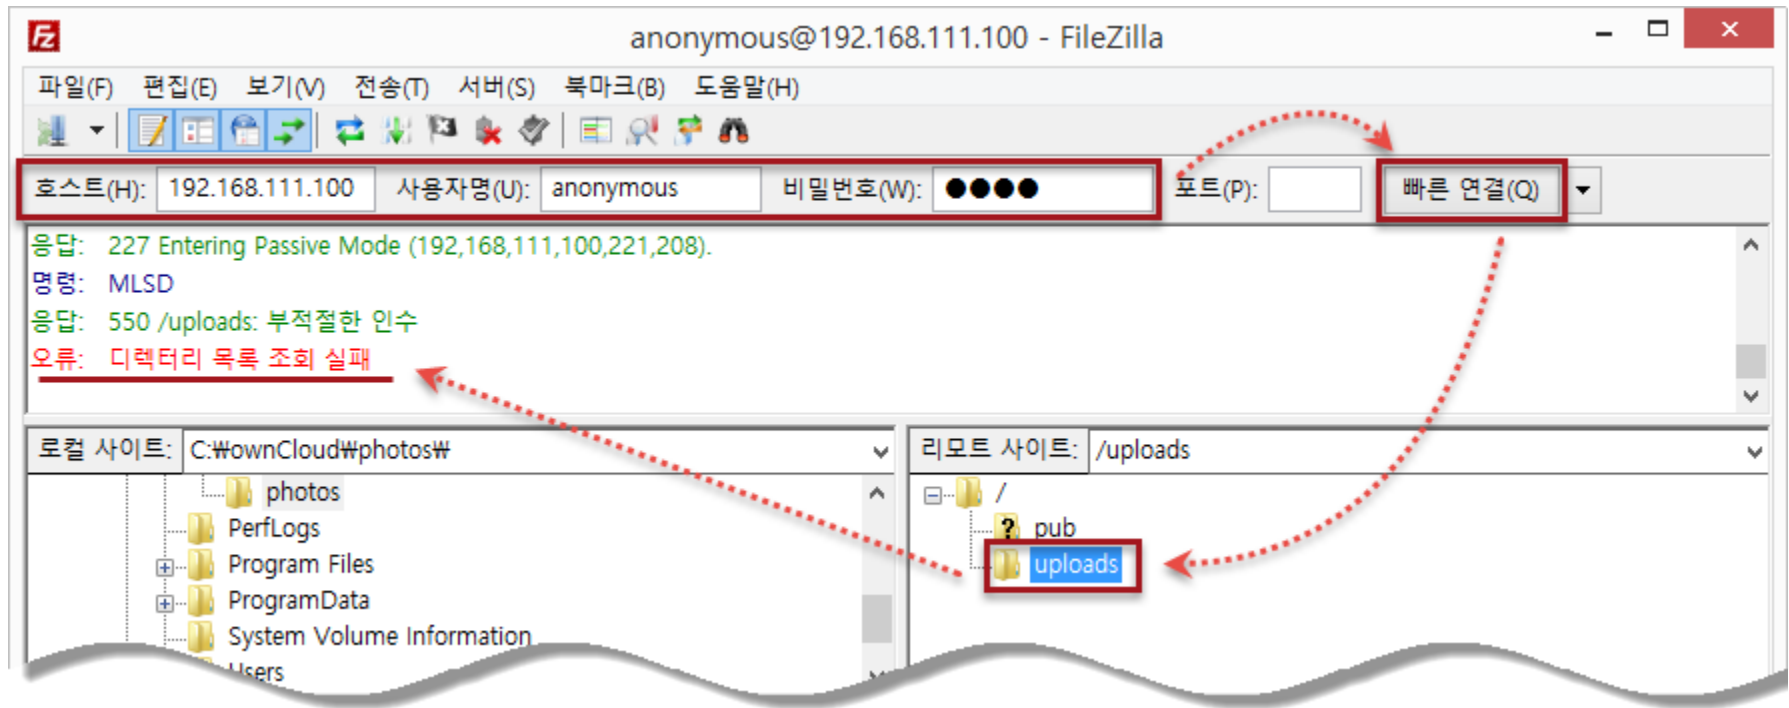 anonymous@192.168.111.100 - FileZilla
파일(F) 편집(E) 보기(V) 전송(T) 서버(S) 북마크(B) 도움말(H)
호스트(H): 192.168.111.100 사용자명(U): anonymous 비밀번호(W): ●●●● 포트(P): 빠른 연결(Q)
응답: 227 Entering Passive Mode (192,168,111,100,221,208).
명령: MLSD
응답: 550 /uploads: 부적절한 인수
오류: 디렉터리 목록 조회 실패
로컬 사이트: C:₩ownCloud₩photos₩
photos
PerfLogs
Program Files
ProgramData
System Volume Information
Users
리모트 사이트: /uploads
/
pub
uploads